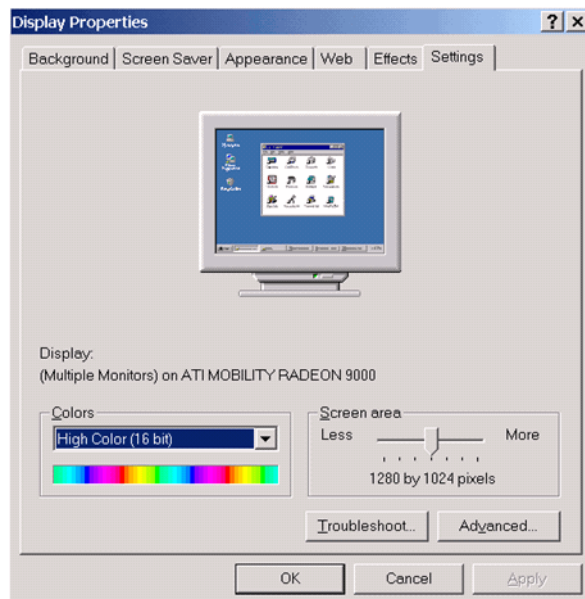 Display Properties
Background Screen Saver Appearance Web Effects Settings
Display:
(Multiple Monitors) on ATI MOBILITY RADEON 9000
Colors
High Color (16 bit)
Screen area
Less More
1280 by 1024 pixels
Troubleshoot... Advanced...
OK Cancel Apply